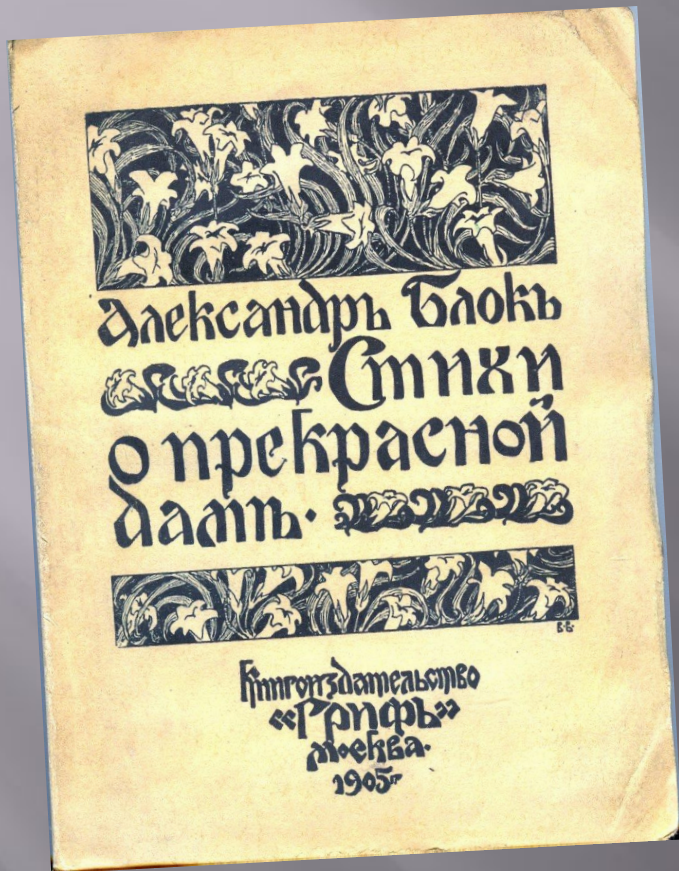 Александръ Блокъ
Стихи
о прекрасной
дамѣ.
В.В.
Книгоиздательство
«Грифъ»
Москва.
1905 г